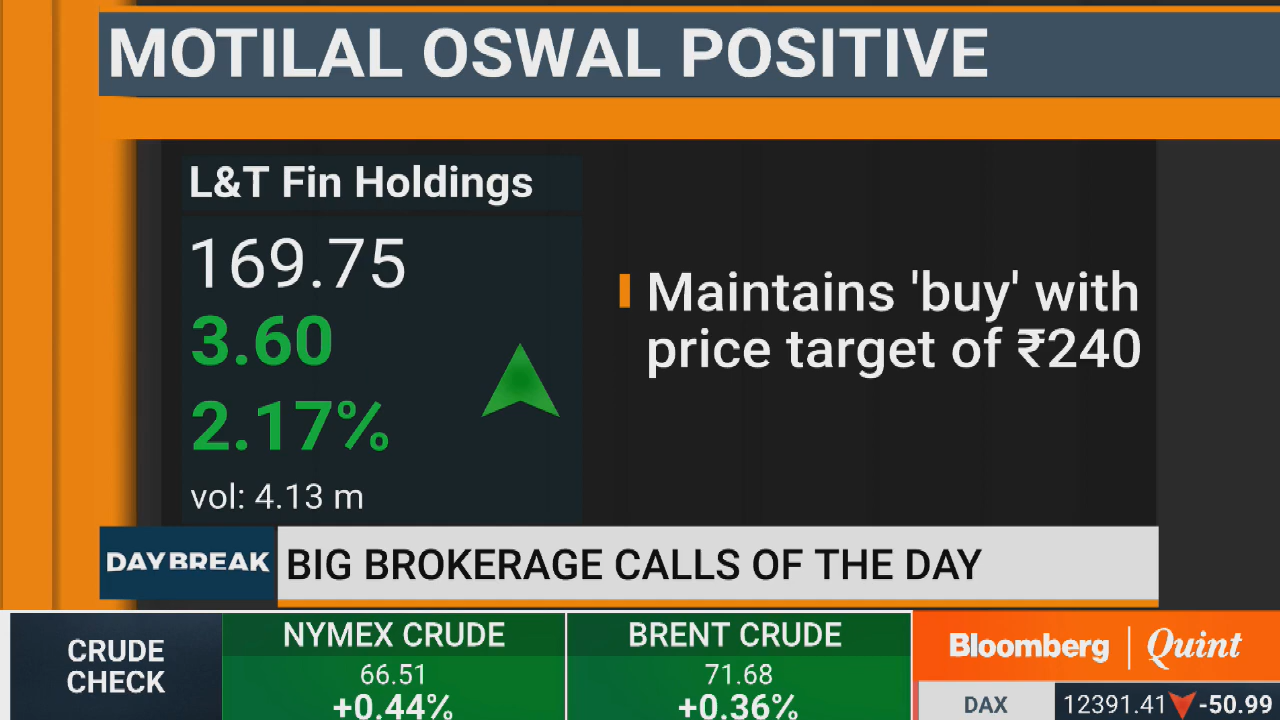 MOTILAL OSWAL POSITIVE
L&T Fin Holdings
169.75
3.60
2.17%
vol: 4.13 m
Maintains 'buy' with
price target of ₹240
DAYBREAK
BIG BROKERAGE CALLS OF THE DAY
CRUDE
CHECK
NYMEX CRUDE
66.51
+0.44%
BRENT CRUDE
71.68
+0.36%
Bloomberg | Quint
DAX 12391.41 -50.99